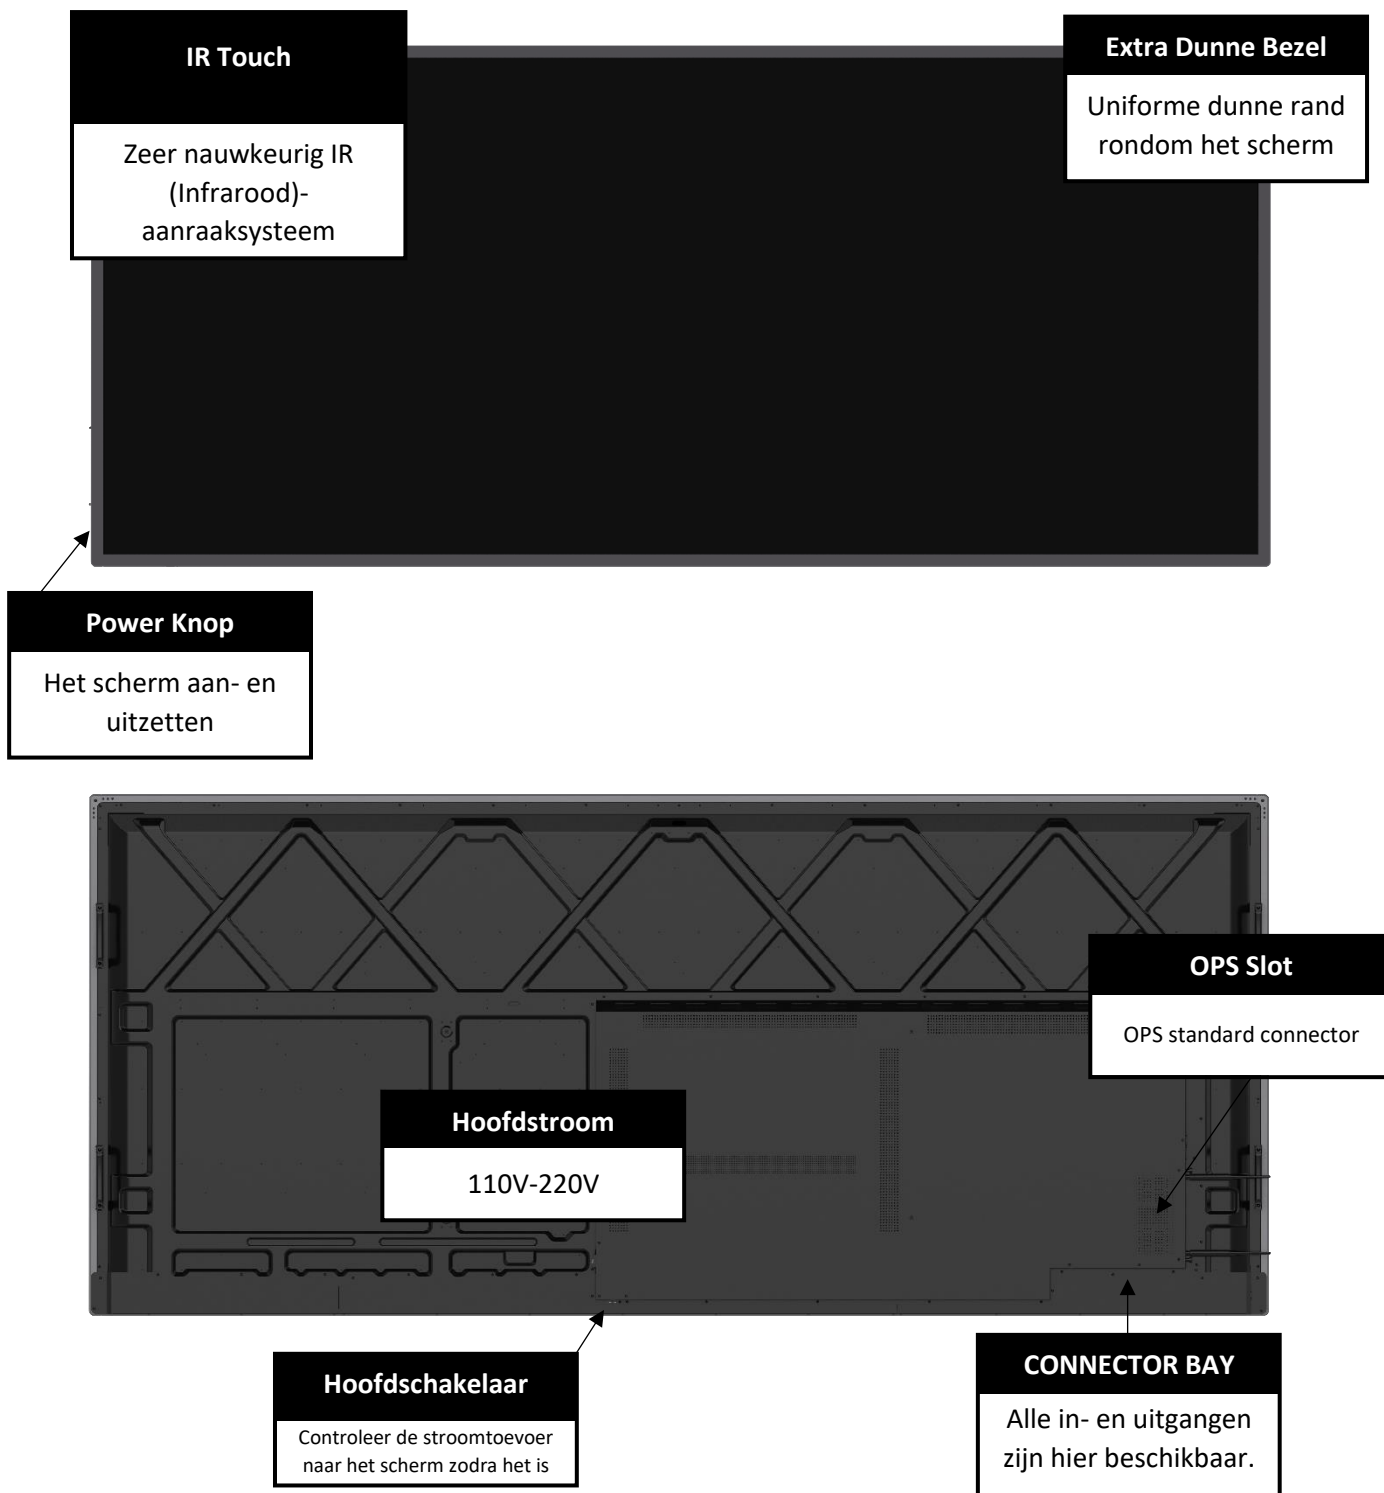 IR Touch
Zeer nauwkeurig IR
(Infrarood)-
aanraaksysteem
Extra Dunne Bezel
Uniforme dunne rand
rondom het scherm
Power Knop
Het scherm aan- en
uitzetten
OPS Slot
OPS standard connector
Hoofdstroom
110V-220V
Hoofdschakelaar
Controleer de stroomtoevoer
naar het scherm zodra het is
CONNECTOR BAY
Alle in- en uitgangen
zijn hier beschikbaar.